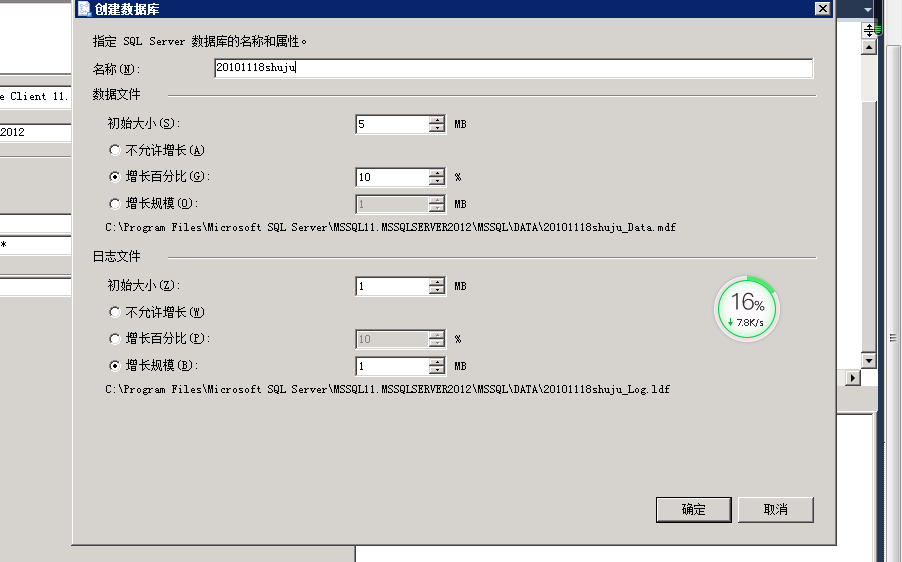 创建数据库
指定 SQL Server 数据库的名称和属性。
名称(N):
20101118shuju
e Client 11.
数据文件
2012
初始大小(S):
5
MB
不允许增长(A)
增长百分比(G):
10
%
增长规模(O):
1
MB
C:\Program Files\Microsoft SQL Server\MSSQL11.MSSQLSERVER2012\MSSQL\DATA\20101118shuju_Data.mdf
*
日志文件
初始大小(Z):
1
MB
不允许增长(W)
16%
7.8K/s
增长百分比(P):
10
%
增长规模(B):
1
MB
C:\Program Files\Microsoft SQL Server\MSSQL11.MSSQLSERVER2012\MSSQL\DATA\20101118shuju_Log.ldf
确定
取消